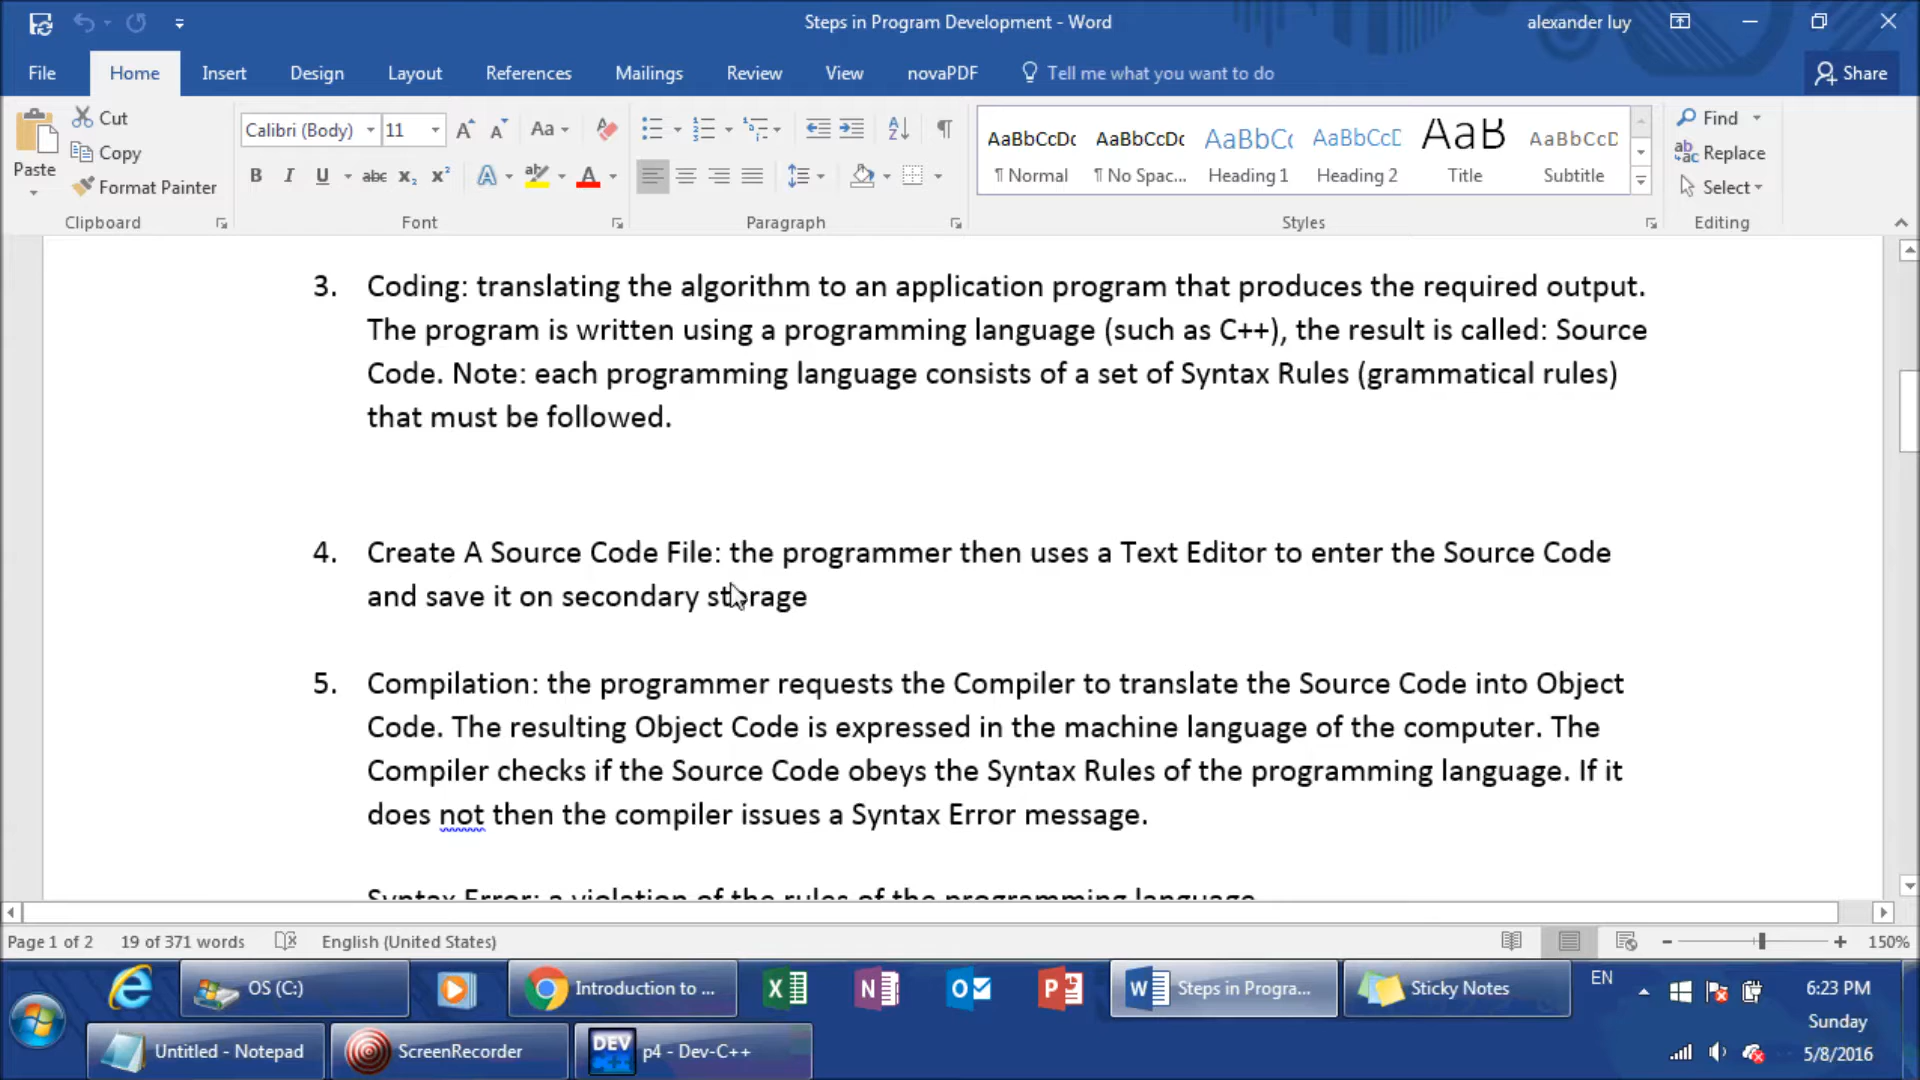 Steps in Program Development - Word
alexander luy
File Home Insert Design Layout References Mailings Review View novaPDF Tell me what you want to do Share
Paste
Cut
Copy
Format Painter
Clipboard
Calibri (Body) 11
Font
Paragraph
AaBbCcDc AaBbCcDc AaBbCc AaBbCcD AaB AaBbCcD
¶ Normal ¶ No Spac... Heading 1 Heading 2 Title Subtitle
Styles
Find
Replace
Select
Editing
3. Coding: translating the algorithm to an application program that produces the required output.
The program is written using a programming language (such as C++), the result is called: Source
Code. Note: each programming language consists of a set of Syntax Rules (grammatical rules)
that must be followed.
4. Create A Source Code File: the programmer then uses a Text Editor to enter the Source Code
and save it on secondary storage
5. Compilation: the programmer requests the Compiler to translate the Source Code into Object
Code. The resulting Object Code is expressed in the machine language of the computer. The
Compiler checks if the Source Code obeys the Syntax Rules of the programming language. If it
does not then the compiler issues a Syntax Error message.
Syntax Error: a violation of the rules of the programming language
Page 1 of 2 19 of 371 words English (United States) 150%
OS (C:) Introduction to ... Steps in Progra... Sticky Notes EN 6:23 PM
Sunday
Untitled - Notepad ScreenRecorder p4 - Dev-C++ 5/8/2016